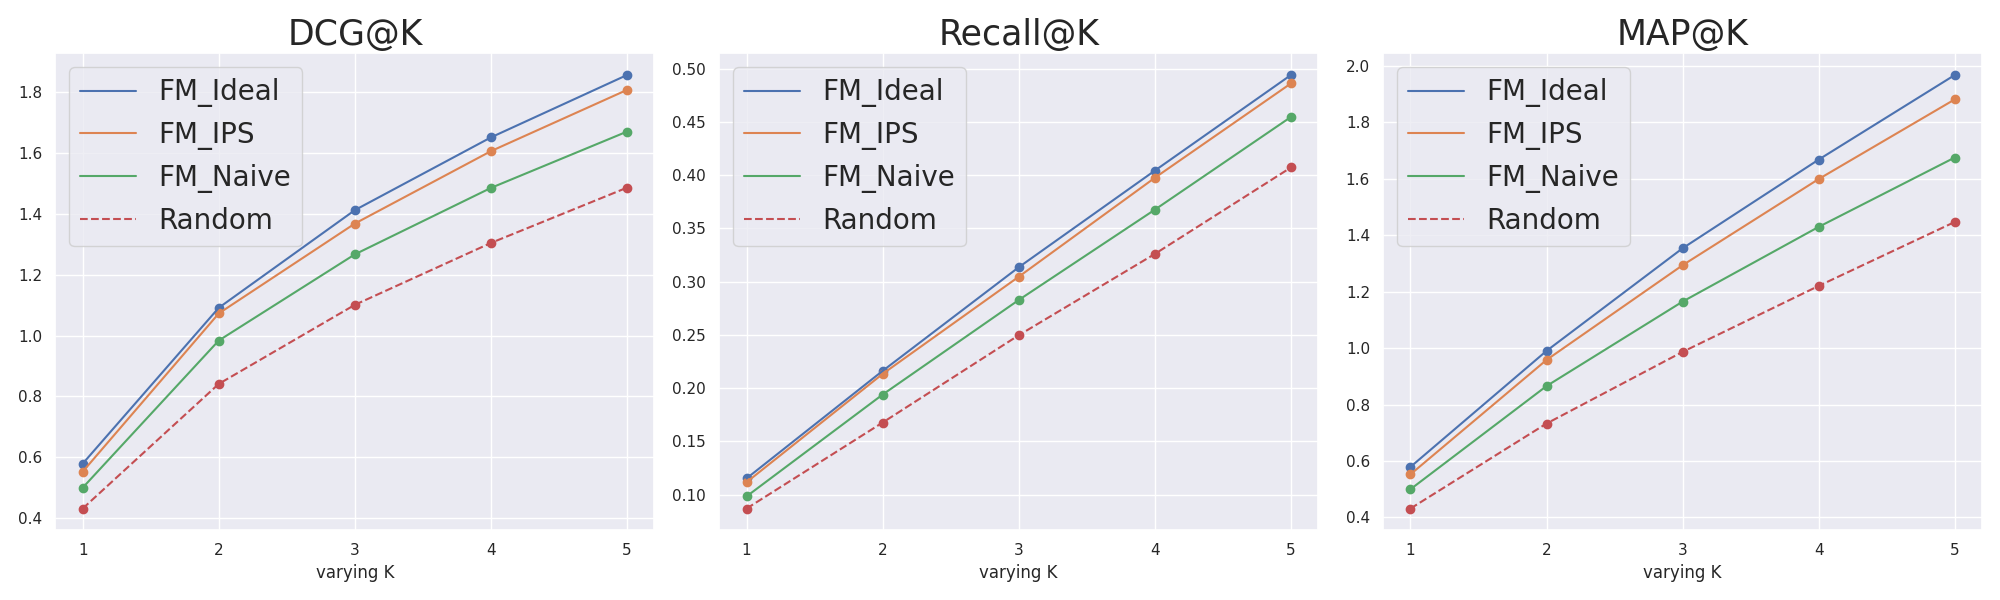 DCG@K
FM_Ideal
FM_IPS
FM_Naive
Random
1.8
1.6
1.4
1.2
1.0
0.8
0.6
0.4
1 2 3 4 5
varying K
Recall@K
FM_Ideal
FM_IPS
FM_Naive
Random
0.50
0.45
0.40
0.35
0.30
0.25
0.20
0.15
0.10
1 2 3 4 5
varying K
MAP@K
FM_Ideal
FM_IPS
FM_Naive
Random
2.0
1.8
1.6
1.4
1.2
1.0
0.8
0.6
0.4
1 2 3 4 5
varying K